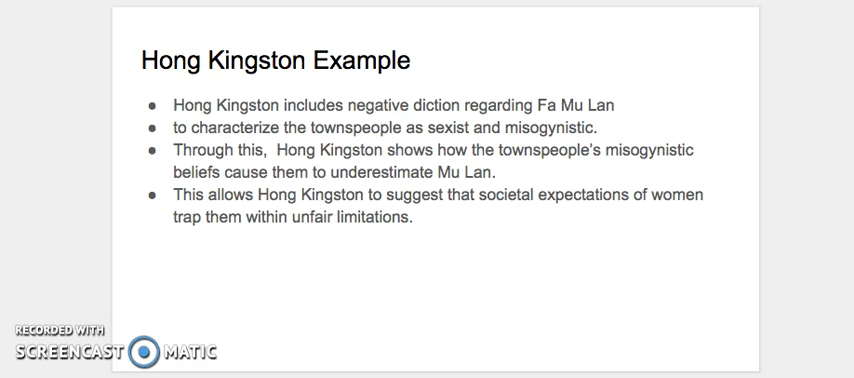 Hong Kingston Example
● Hong Kingston includes negative diction regarding Fa Mu Lan
● to characterize the townspeople as sexist and misogynistic.
● Through this,  Hong Kingston shows how the townspeople's misogynistic
beliefs cause them to underestimate Mu Lan.
● This allows Hong Kingston to suggest that societal expectations of women
trap them within unfair limitations.
RECORDED WITH
SCREENCAST MATIC